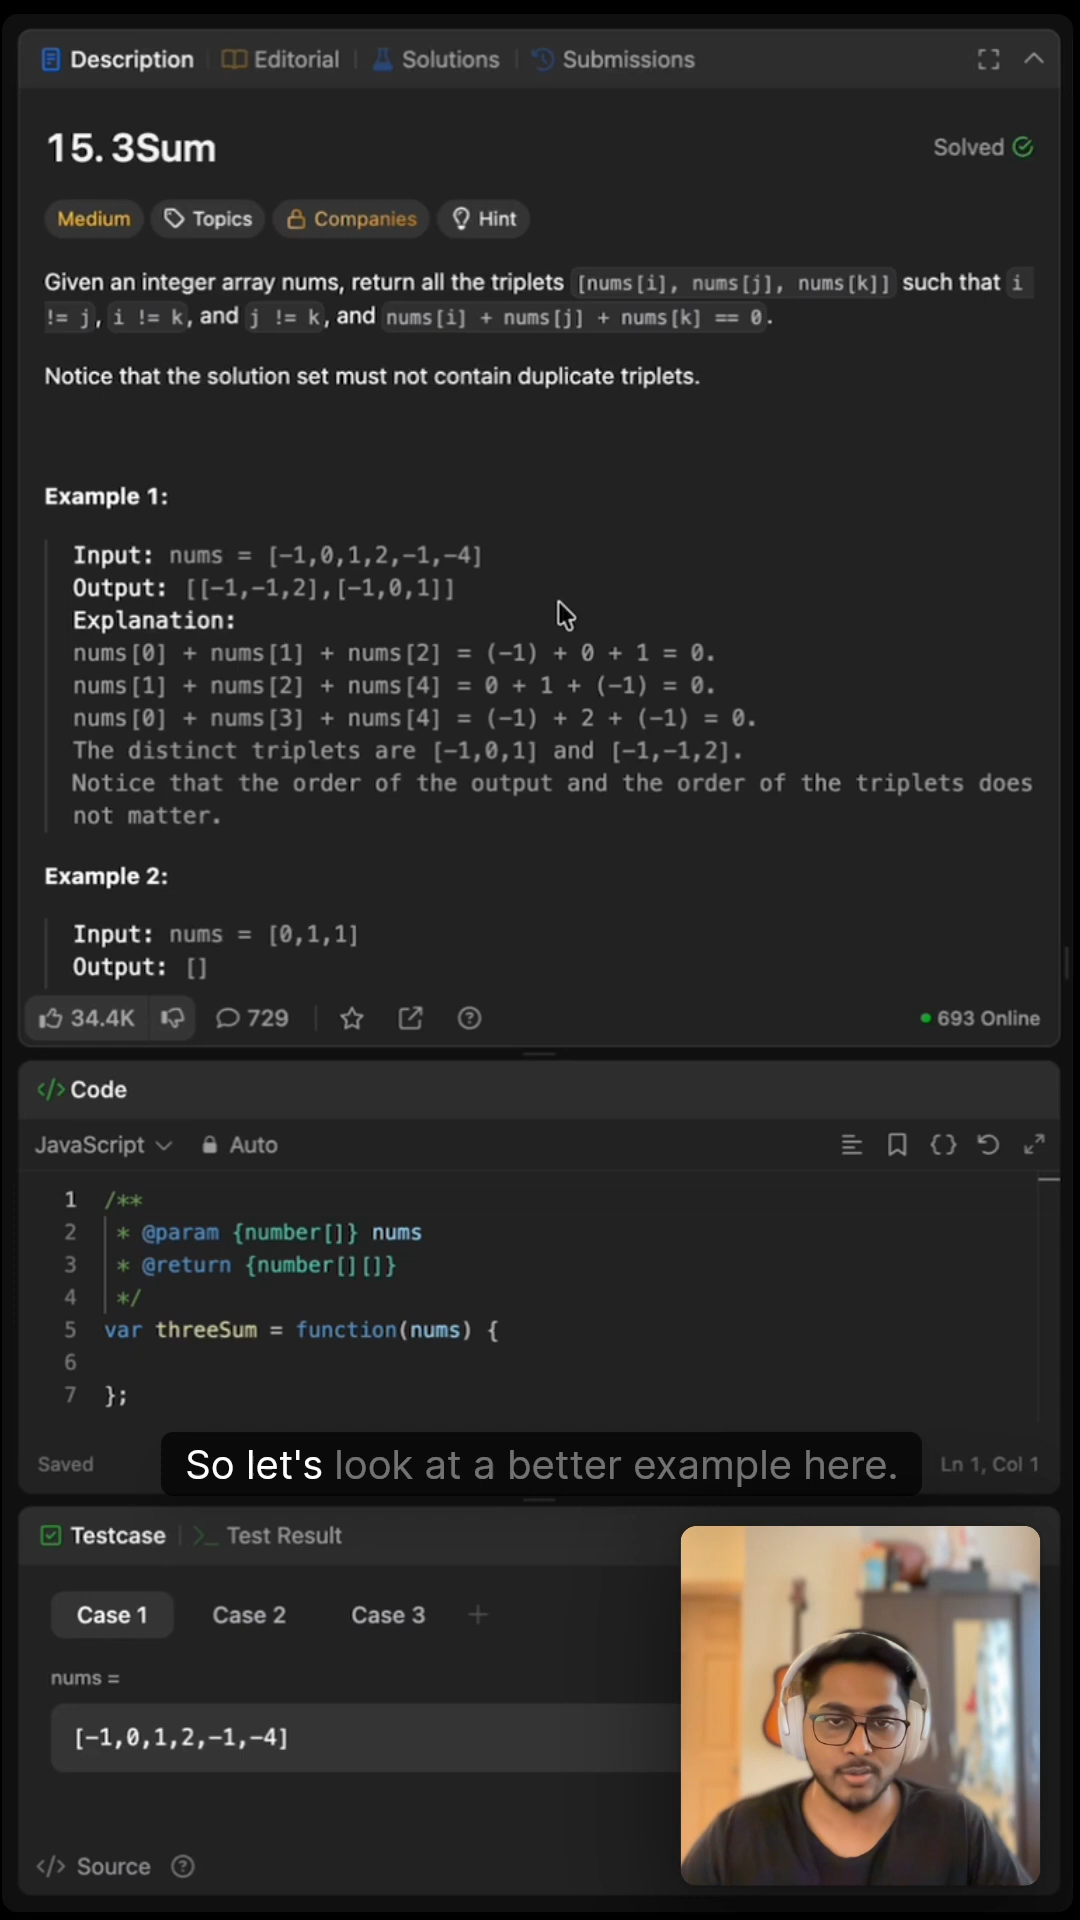 Description Editorial Solutions Submissions
15. 3Sum
Solved
Medium Topics Companies Hint
Given an integer array nums, return all the triplets [nums[i], nums[j], nums[k]] such that i
!= j, i != k, and j != k, and nums[i] + nums[j] + nums[k] == 0.
Notice that the solution set must not contain duplicate triplets.
Example 1:
Input: nums = [-1,0,1,2,-1,-4]
Output: [[-1,-1,2],[-1,0,1]]
Explanation:
nums[0] + nums[1] + nums[2] = (-1) + 0 + 1 = 0.
nums[1] + nums[2] + nums[4] = 0 + 1 + (-1) = 0.
nums[0] + nums[3] + nums[4] = (-1) + 2 + (-1) = 0.
The distinct triplets are [-1,0,1] and [-1,-1,2].
Notice that the order of the output and the order of the triplets does
not matter.
Example 2:
Input: nums = [0,1,1]
Output: []
34.4K 729 693 Online
</> Code
JavaScript Auto
1 /**
2 * @param {number[]} nums
3 * @return {number[][]}
4 */
5 var threeSum = function(nums) {
6
7 };
Saved So let's look at a better example here. Ln 1, Col 1
Testcase >_ Test Result
Case 1 Case 2 Case 3 +
nums =
[-1,0,1,2,-1,-4]
</> Source